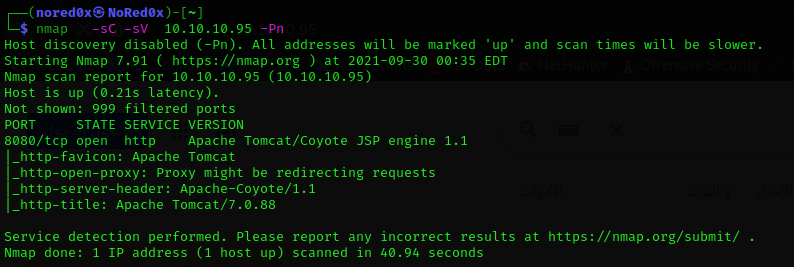 ┌──(nored0x㉿NoRed0x)-[~]
└─$ nmap   -sC -sV  10.10.10.95 -Pn
Host discovery disabled (-Pn). All addresses will be marked 'up' and scan times will be slower.
Starting Nmap 7.91 ( https://nmap.org ) at 2021-09-30 00:35 EDT
Nmap scan report for 10.10.10.95 (10.10.10.95)
Host is up (0.21s latency).
Not shown: 999 filtered ports
PORT     STATE SERVICE VERSION
8080/tcp open  http    Apache Tomcat/Coyote JSP engine 1.1
|_http-favicon: Apache Tomcat
|_http-open-proxy: Proxy might be redirecting requests
|_http-server-header: Apache-Coyote/1.1
|_http-title: Apache Tomcat/7.0.88
Service detection performed. Please report any incorrect results at https://nmap.org/submit/ .
Nmap done: 1 IP address (1 host up) scanned in 40.94 seconds
NetHunter
Offensive Security
المزيد
الأدوات